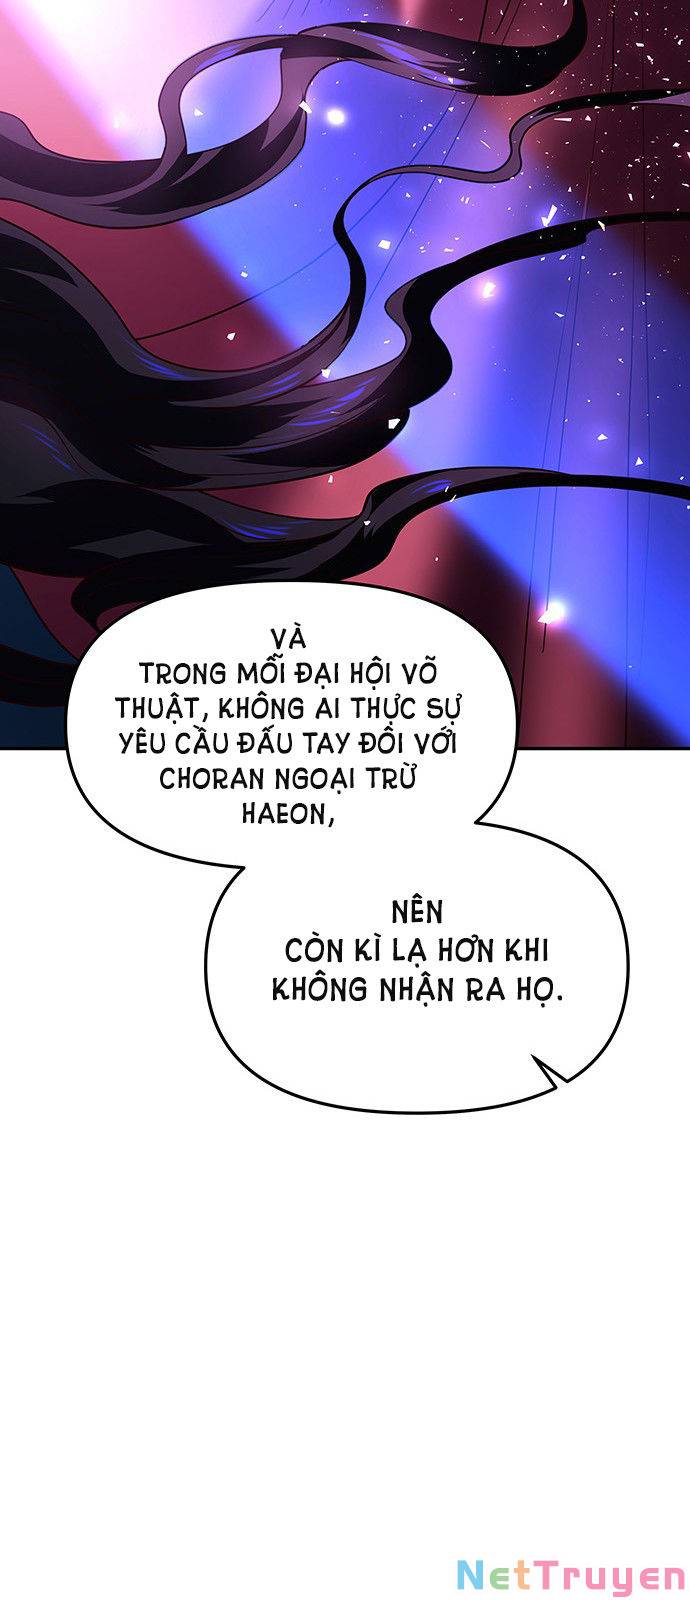 VÀ
TRONG MỖI ĐẠI HỘI VÕ
THUẬT, KHÔNG AI THỰC SỰ
YÊU CẦU ĐẤU TAY ĐÔI VỚI
CHORAN NGOẠI TRỪ
HAEON,
NÊN
CÒN KÌ LẠ HƠN KHI
KHÔNG NHẬN RA HỌ.
NetTruyen